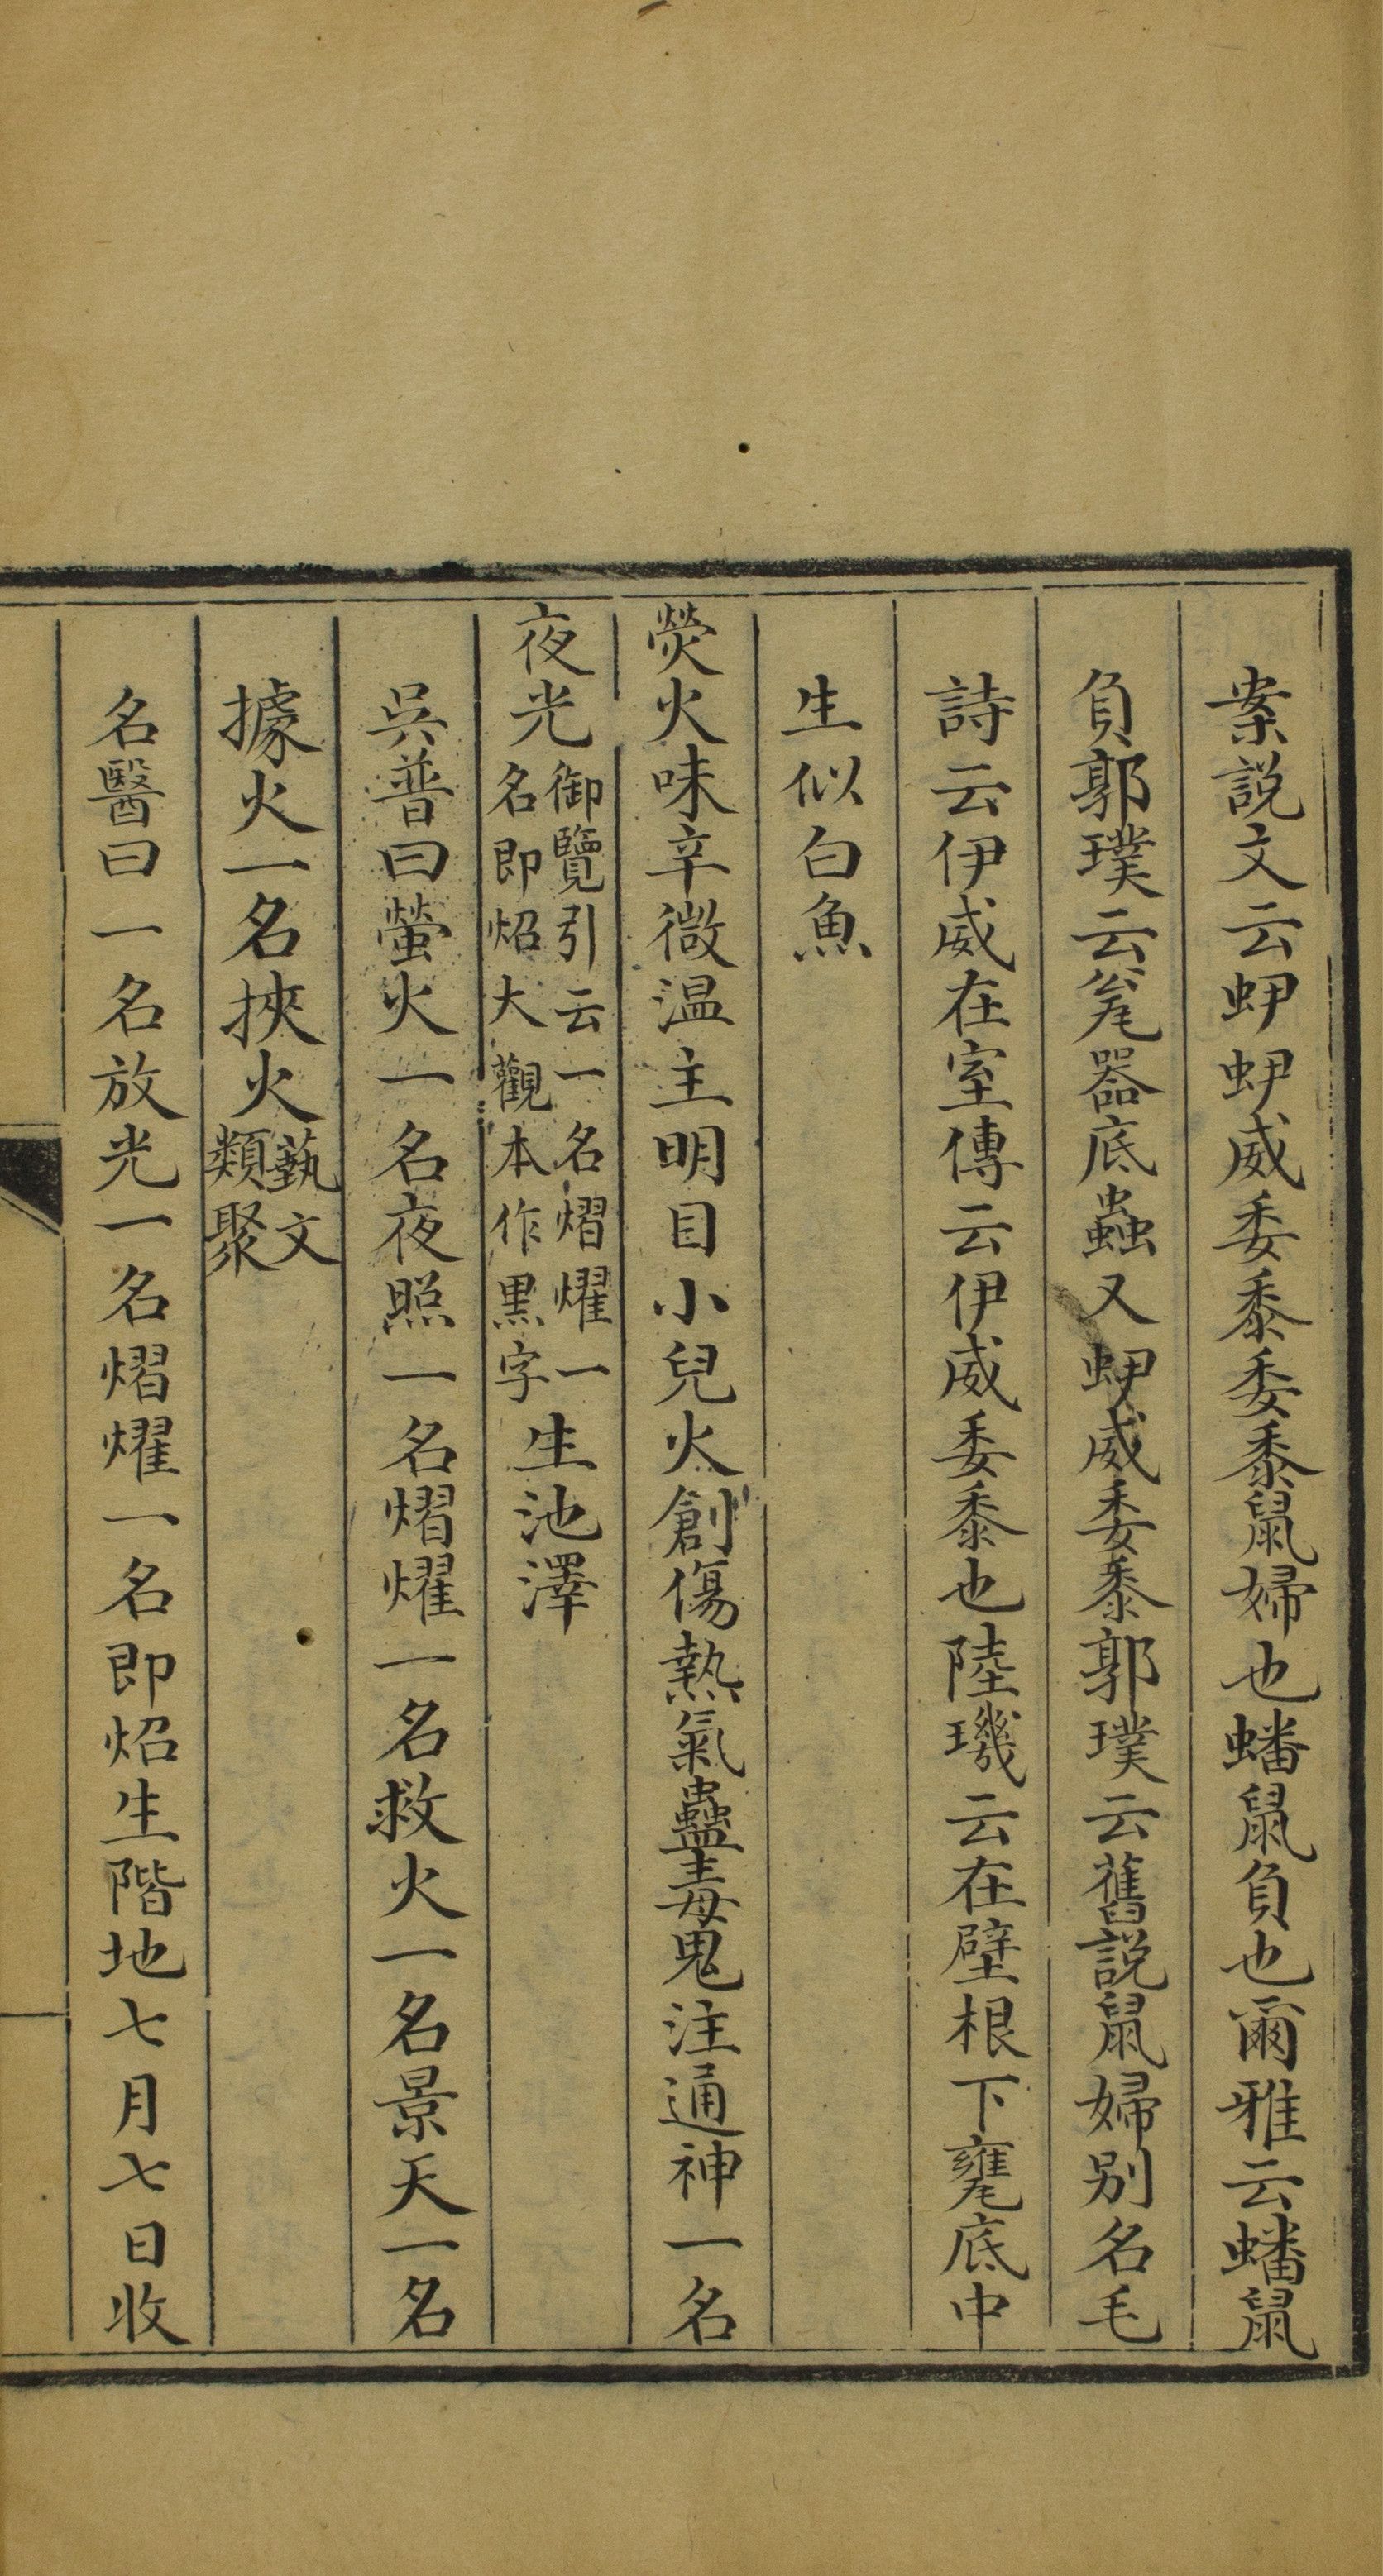 案説文云蛜蛜威委黍委黍鼠婦也蟠鼠負也爾雅云蟠鼠
負郭璞云瓮器底蟲又蛜威委黍郭璞云舊説鼠婦别名毛
詩云伊威在室傳云伊威委黍也陸璣云在壁根下甕底中
生似白魚
熒火味辛微温主明目小兒火創傷熱氣蠱毒鬼注通神一名
夜光御覽引云一名熠燿一名即炤大觀本作黑字生池澤
吳普曰螢火一名夜照一名熠燿一名救火一名景天一名
據火一名挾火藝文類聚
名醫曰一名放光一名熠燿一名即炤生階地七月七日收